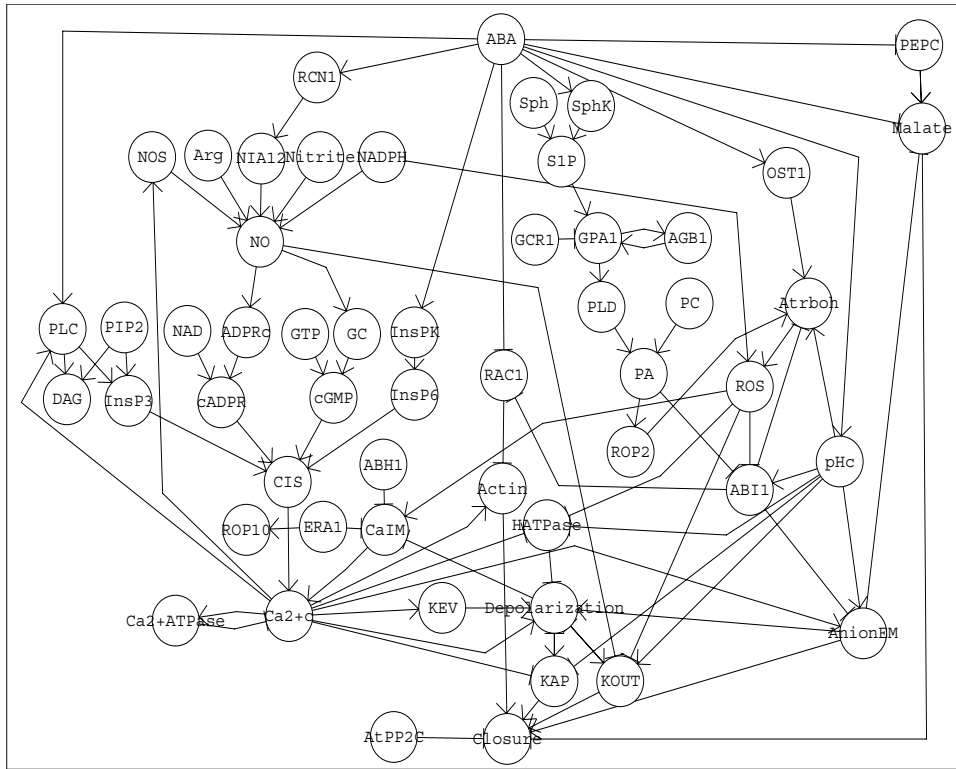 ABA
PEPC
RCN1
Sph
SphK
Malate
NOS
Arg
NIA12
Nitrite
NADPH
S1P
OST1
NO
GCR1
GPA1
AGB1
PLC
PIP2
NAD
ADPRc
GTP
GC
InsPK
PLD
PC
Atrboh
DAG
InsP3
cADPR
cGMP
InsP6
RAC1
PA
ROS
ROP2
CIS
ABH1
Actin
ABI1
pHc
ROP10
ERA1
CaIM
HATPase
Ca2+ATPase
Ca2+c
KEV
Depolarization
AnionEM
KAP
KOUT
AtPP2C
Closure